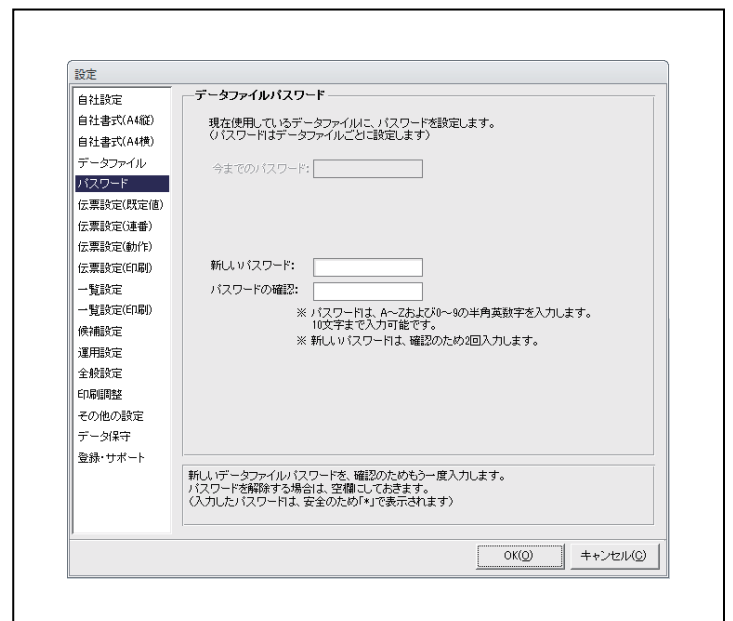 設定
自社設定
自社書式(A4縦)
自社書式(A4横)
データファイル
パスワード
伝票設定(既定値)
伝票設定(連番)
伝票設定(動作)
伝票設定(印刷)
一覧設定
一覧設定(印刷)
候補設定
運用設定
全般設定
印刷調整
その他の設定
データ保守
登録・サポート
データファイルパスワード
現在使用しているデータファイルに、パスワードを設定します。
(パスワードはデータファイルごとに設定します)
今までのパスワード:
新しいパスワード:
パスワードの確認:
※ パスワードは、A～Zおよび0～9の半角英数字を入力します。
10文字まで入力可能です。
※ 新しいパスワードは、確認のため2回入力します。
新しいデータファイルパスワードを、確認のためもう一度入力します。
パスワードを解除する場合は、空欄にしておきます。
(入力したパスワードは、安全のため「*」で表示されます)
OK(O)
キャンセル(C)